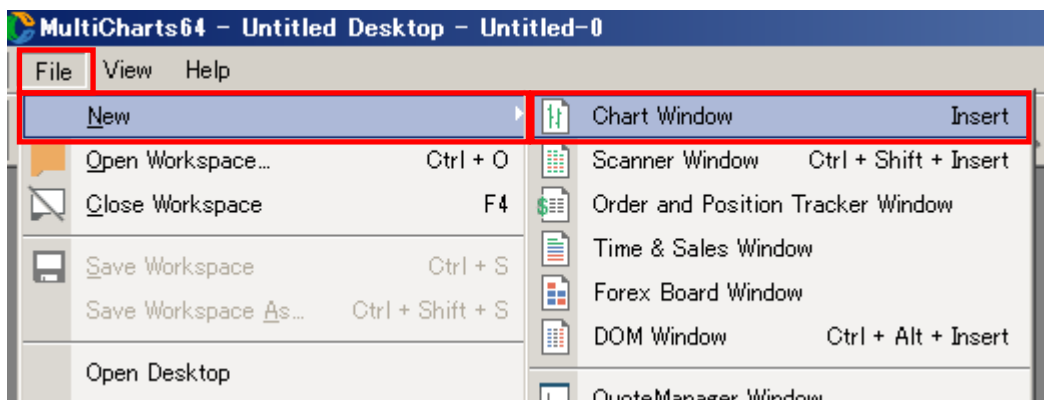 MultiCharts64 - Untitled Desktop - Untitled-0
File View Help
New
Open Workspace... Ctrl + O
Close Workspace F4
Save Workspace Ctrl + S
Save Workspace As... Ctrl + Shift + S
Open Desktop
Chart Window Insert
Scanner Window Ctrl + Shift + Insert
Order and Position Tracker Window
Time & Sales Window
Forex Board Window
DOM Window Ctrl + Alt + Insert
QuoteManager Window